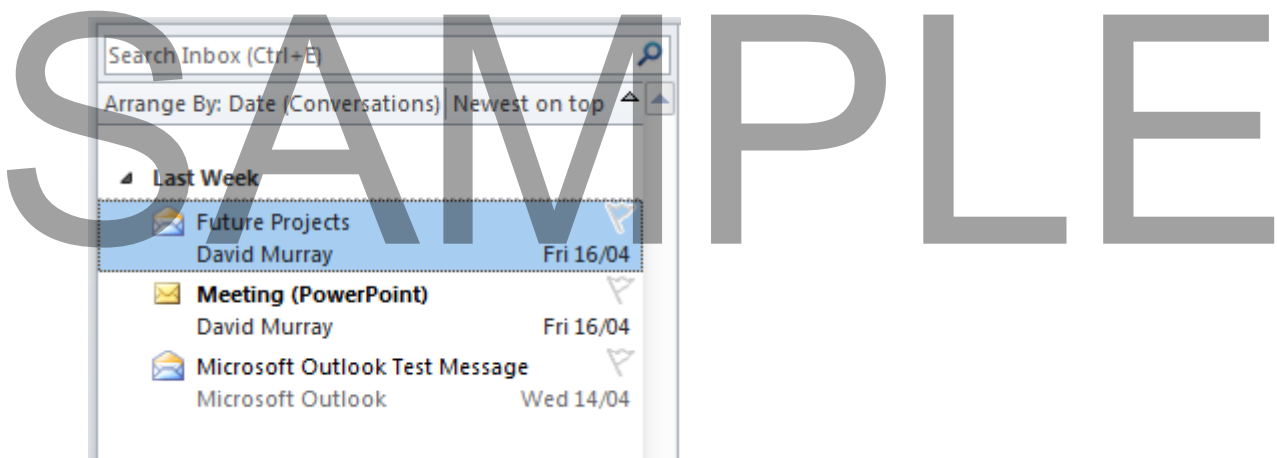 SAMPLE
Search Inbox (Ctrl+E)
Arrange By: Date (Conversations) Newest on top
Last Week
Future Projects
David Murray Fri 16/04
Meeting (PowerPoint)
David Murray Fri 16/04
Microsoft Outlook Test Message
Microsoft Outlook Wed 14/04